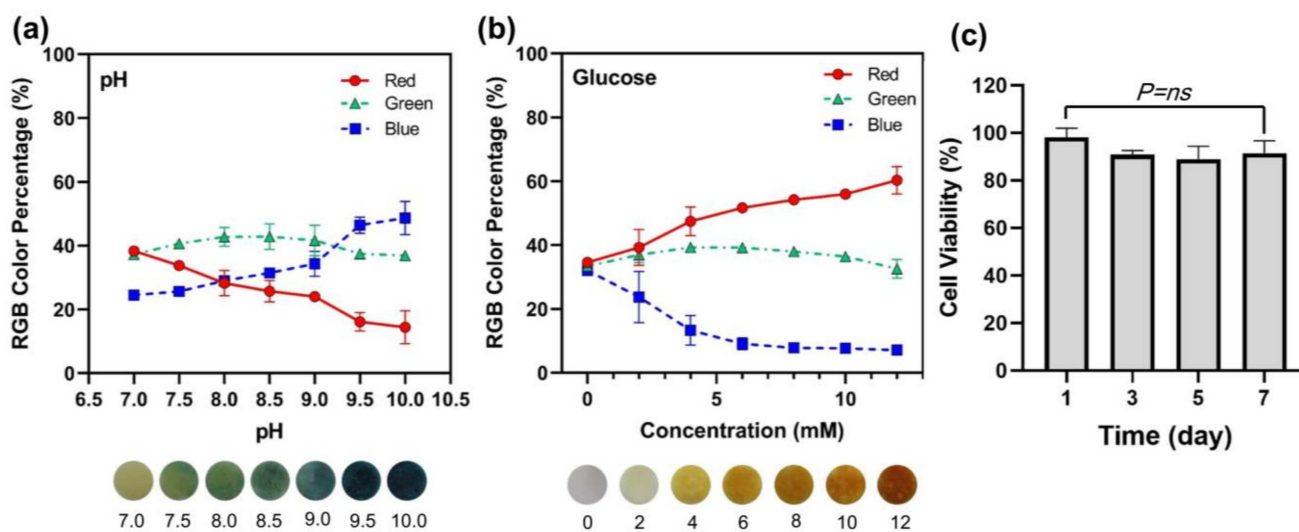 (a)
RGB Color Percentage (%)
100
80
60
40
20
0
pH
Red
Green
Blue
6.5 7.0 7.5 8.0 8.5 9.0 9.5 10.0 10.5
pH
7.0 7.5 8.0 8.5 9.0 9.5 10.0
(b)
RGB Color Percentage (%)
100
80
60
40
20
0
Glucose
Red
Green
Blue
0 5 10
Concentration (mM)
0 2 4 6 8 10 12
(c)
Cell Viability (%)
120
100
80
60
40
20
0
P=ns
1 3 5 7
Time (day)